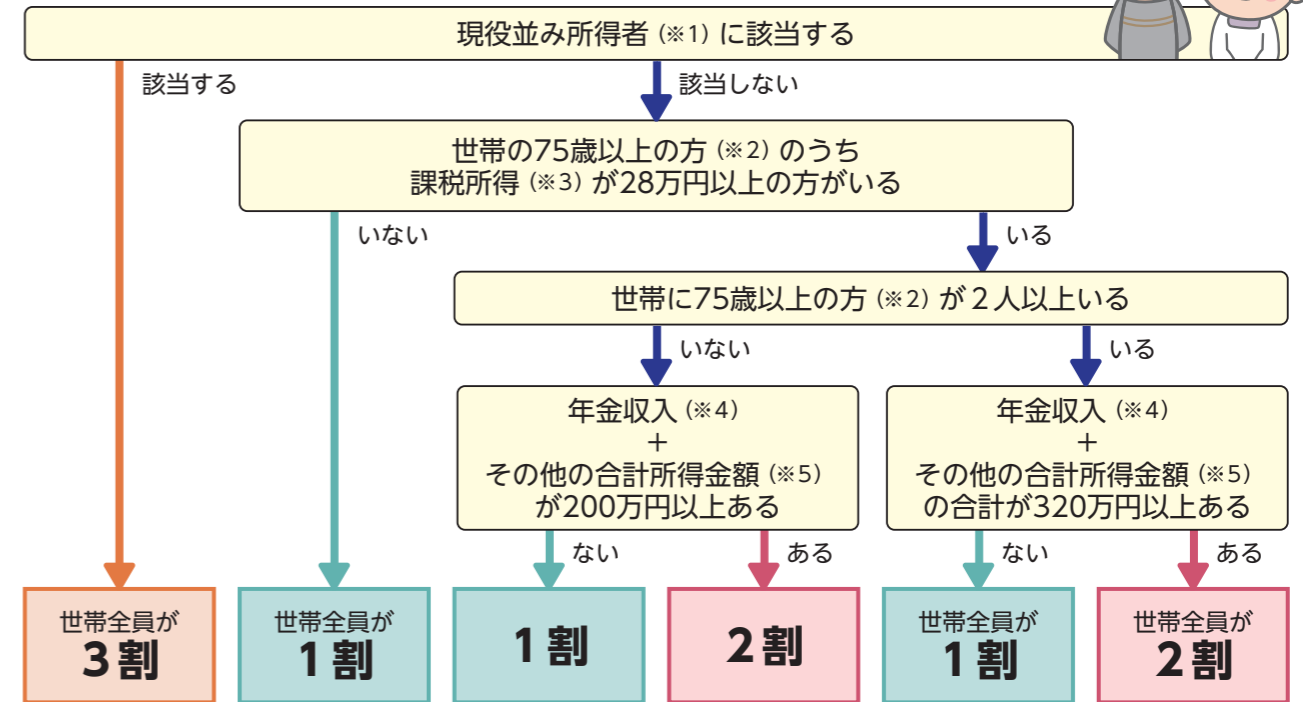 現役並み所得者(※1)に該当する
該当する
該当しない
世帯の75歳以上の方(※2)のうち
課税所得(※3)が28万円以上の方がいる
いない
いる
世帯に75歳以上の方(※2)が2人以上いる
いない
いる
年金収入(※4)
+
その他の合計所得金額(※5)
が200万円以上ある
年金収入(※4)
+
その他の合計所得金額(※5)
の合計が320万円以上ある
ない
ある
ない
ある
世帯全員が
3割
世帯全員が
1割
1割
2割
世帯全員が
1割
世帯全員が
2割